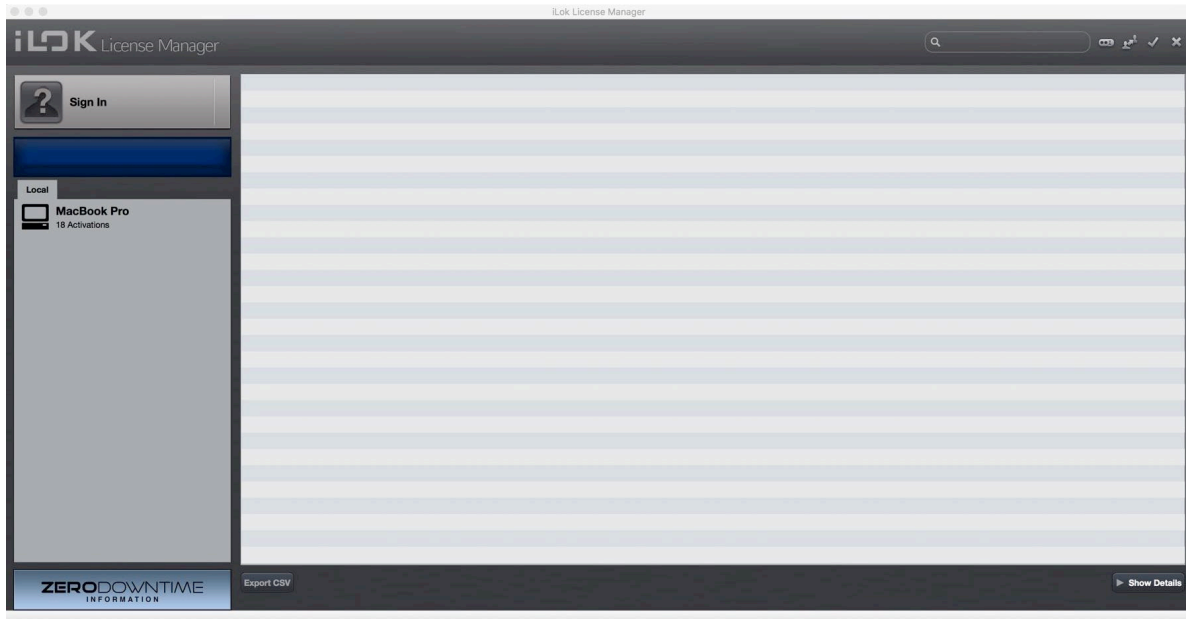 iLok License Manager
iLOK License Manager
Sign In
Local
MacBook Pro
18 Activations
ZERODOWNTIME
INFORMATION
Export CSV
Show Details